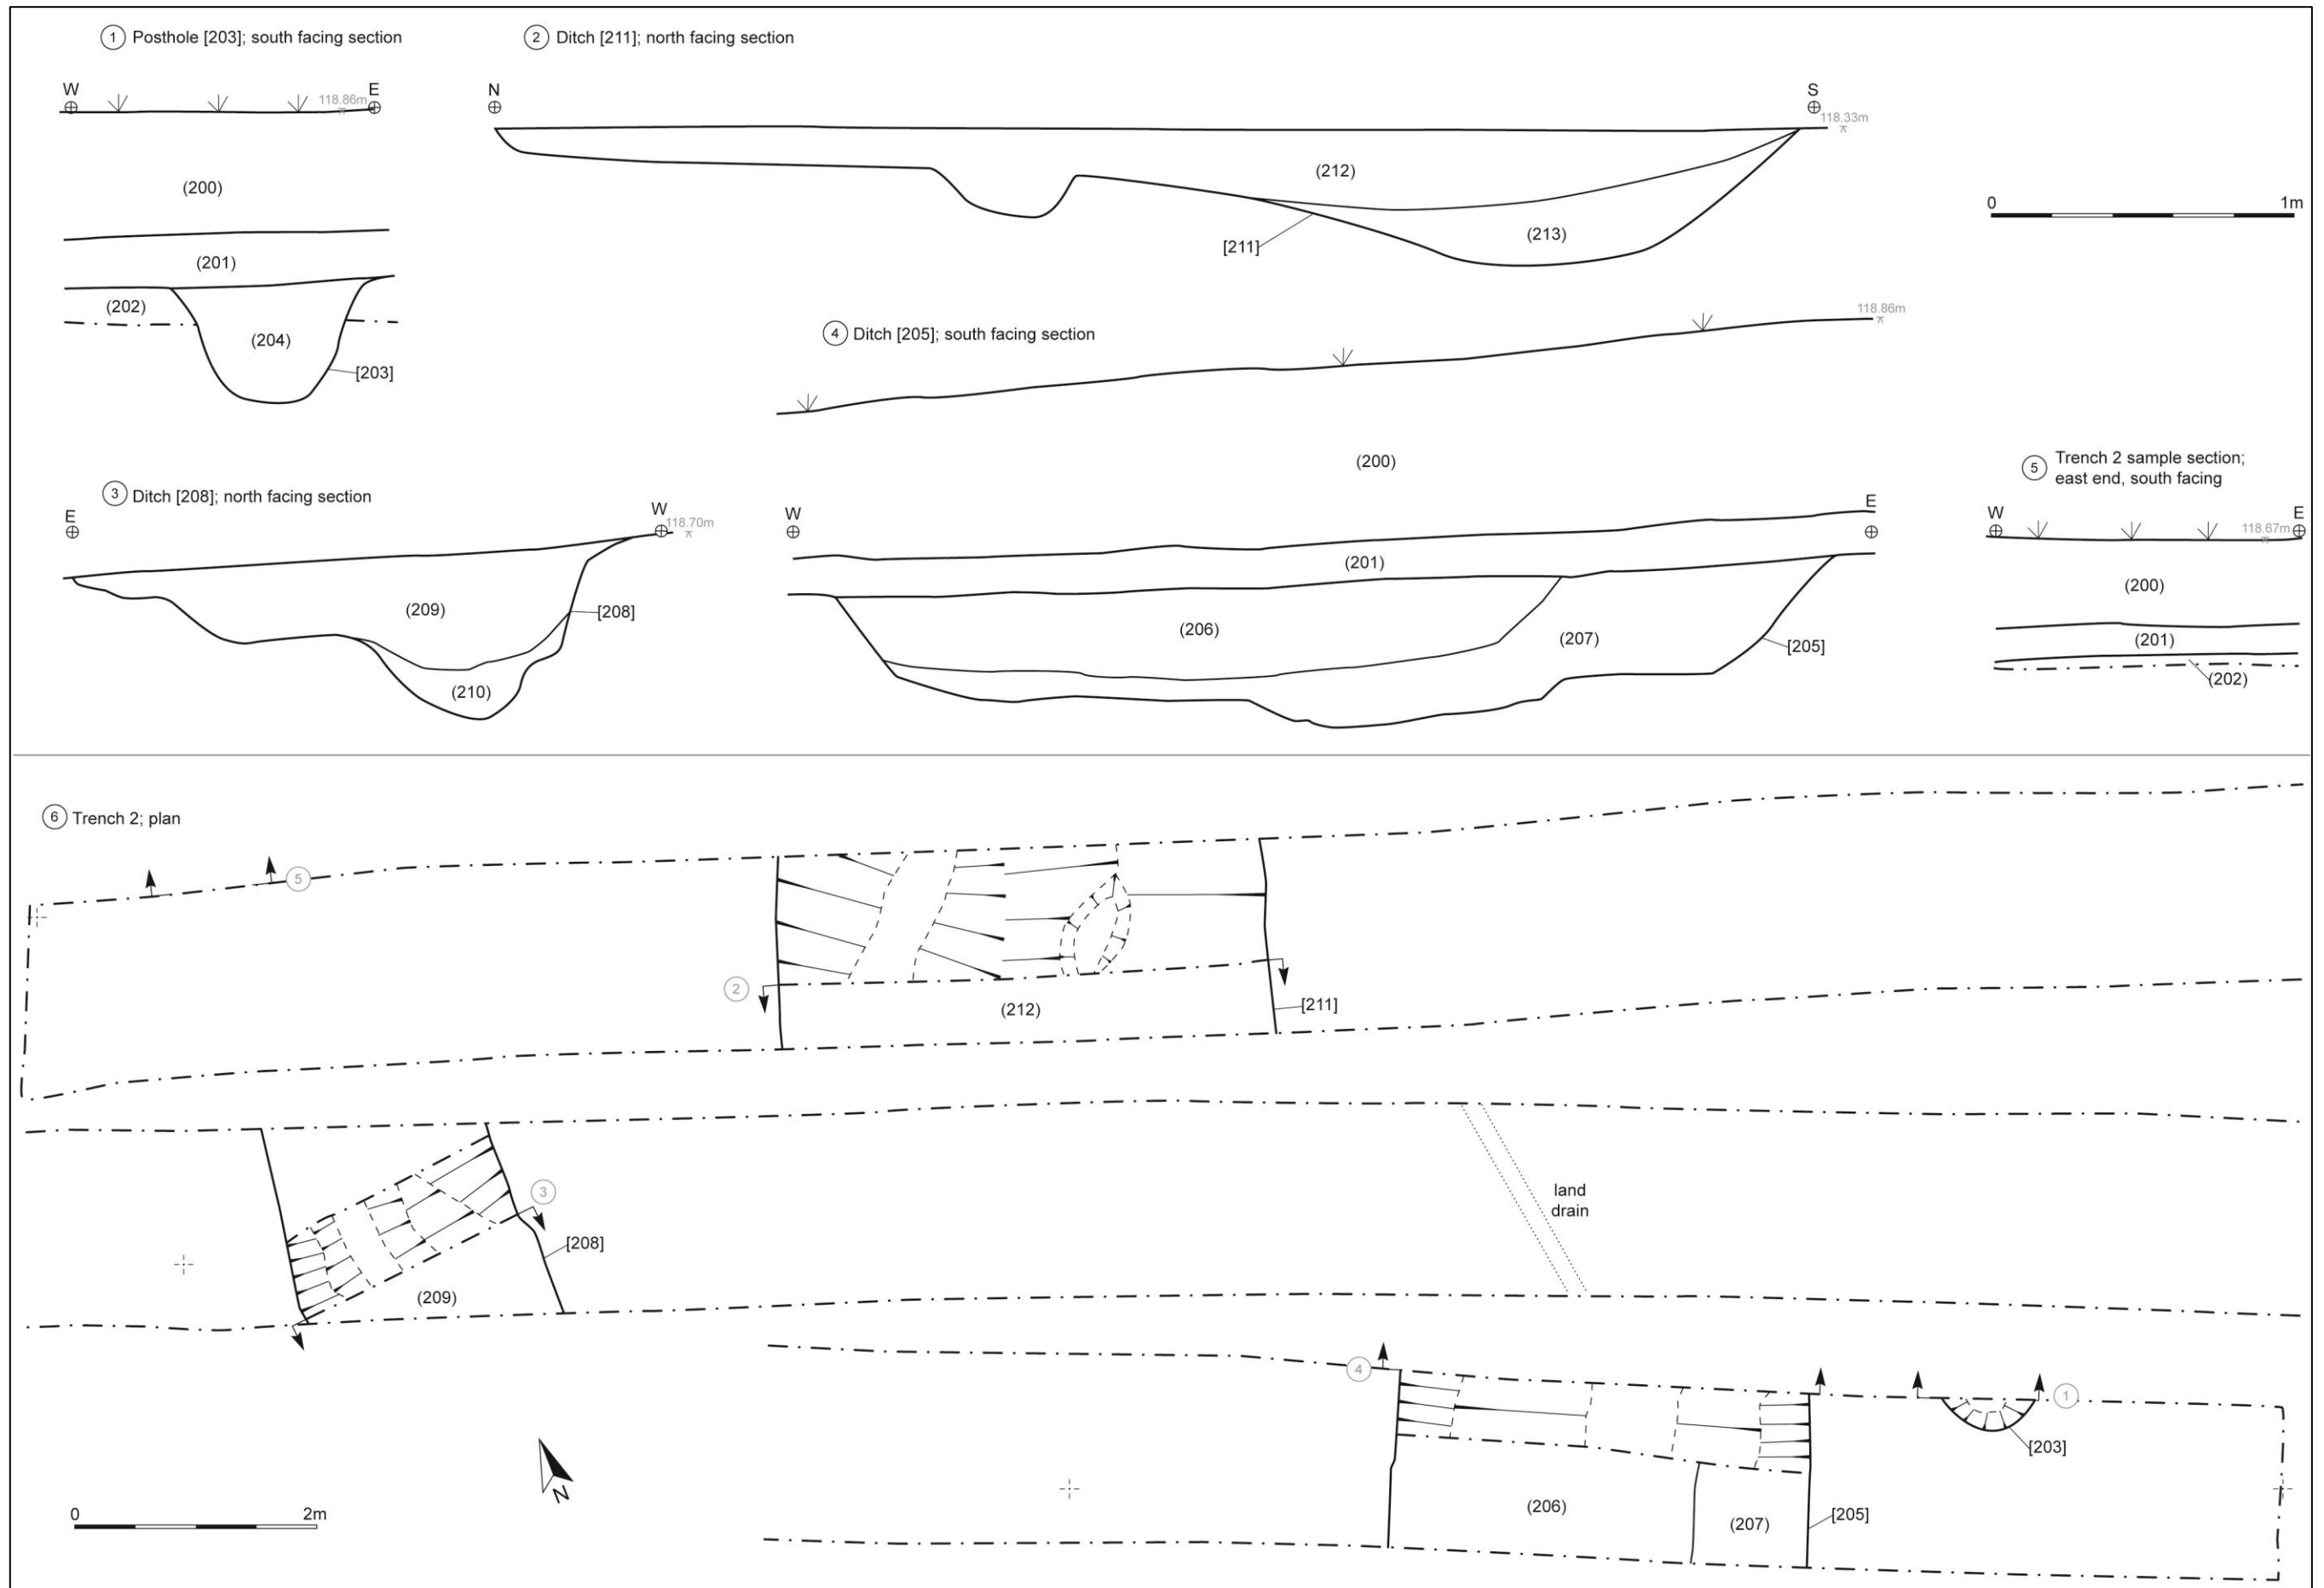 1 Posthole [203]; south facing section
W E
118.86m
(200)
(201)
(202)
(204)
[203]
2 Ditch [211]; north facing section
N S
118.33m
(212)
[211]
(213)
0 1m
3 Ditch [208]; north facing section
E W
118.70m
(209)
[208]
(210)
4 Ditch [205]; south facing section
118.86m
(200)
W E
(201)
(206)
(207)
[205]
5 Trench 2 sample section;
east end, south facing
W E
118.67m
(200)
(201)
(202)
6 Trench 2; plan
5
2
(212)
[211]
3
[208]
(209)
land
drain
4
1
[203]
(206)
(207)
[205]
N
0 2m